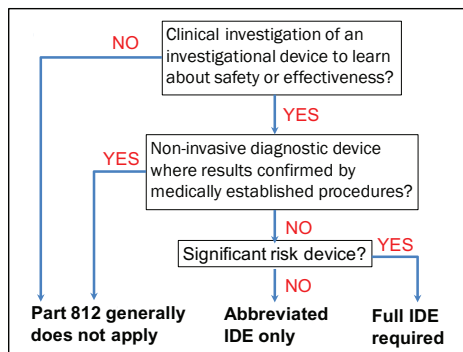 Clinical investigation of an
investigational device to learn
about safety or effectiveness?
NO
YES
Non-invasive diagnostic device
where results confirmed by
medically established procedures?
YES
NO
Significant risk device?
YES
NO
Part 812 generally
does not apply
Abbreviated
IDE only
Full IDE
required